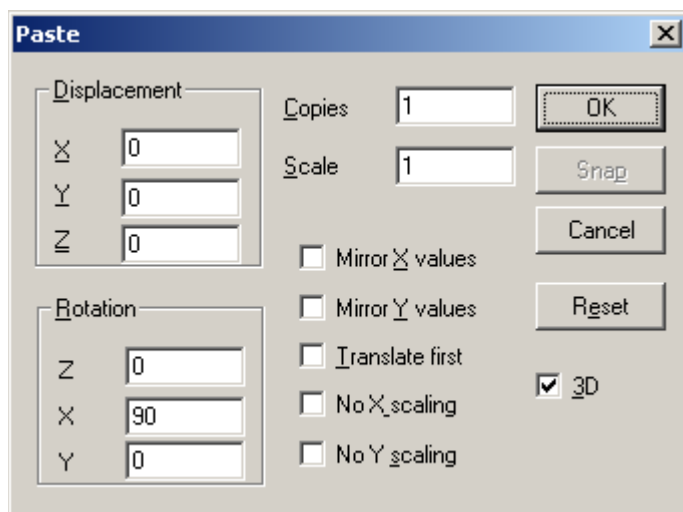 Paste
Displacement
X 0
Y 0
Z 0
Rotation
Z 0
X 90
Y 0
Copies 1
Scale 1
Mirror X values
Mirror Y values
Translate first
No X scaling
No Y scaling
OK
Snap
Cancel
Reset
3D